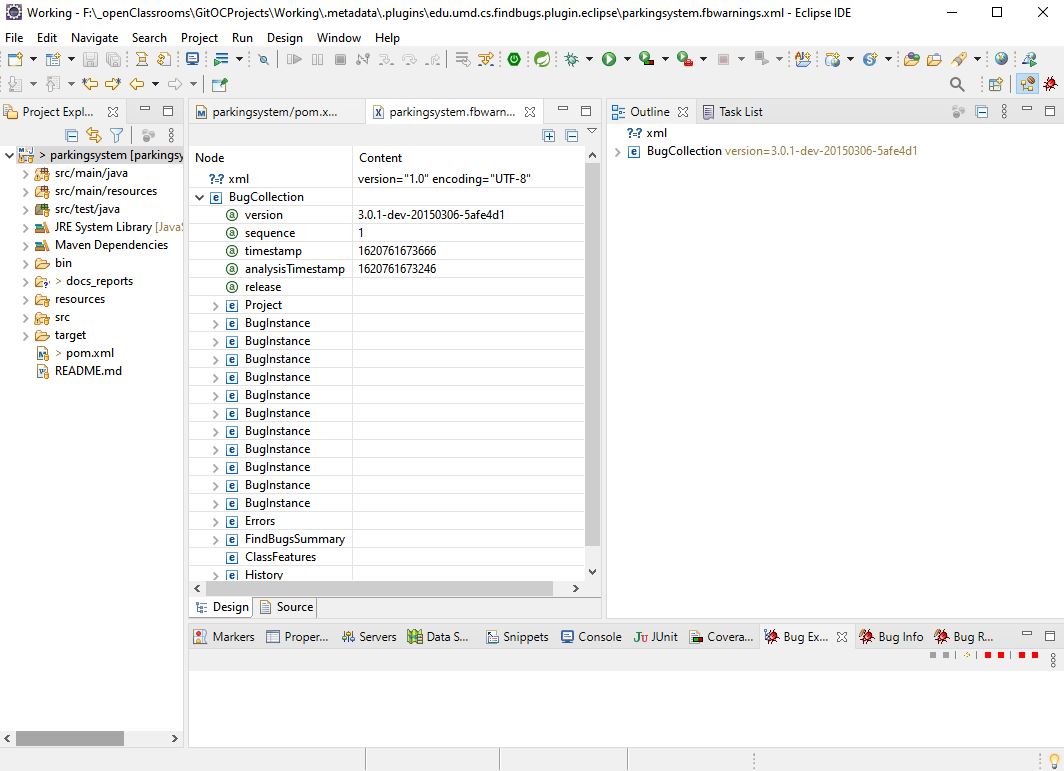 Working - F:\_openClassrooms\GitOCProjects\Working\.metadata\.plugins\edu.umd.cs.findbugs.plugin.eclipse\parkingsystem.fbwarnings.xml - Eclipse IDE
File Edit Navigate Search Project Run Design Window Help
Project Expl...
> parkingsystem [parkingsy
src/main/java
src/main/resources
src/test/java
JRE System Library [JavaS
Maven Dependencies
bin
> docs_reports
resources
src
target
> pom.xml
README.md
parkingsystem/pom.x...
parkingsystem.fbwarn...
Node Content
?=? xml version="1.0" encoding="UTF-8"
BugCollection
version 3.0.1-dev-20150306-5afe4d1
sequence 1
timestamp 1620761673666
analysisTimestamp 1620761673246
release
Project
BugInstance
BugInstance
BugInstance
BugInstance
BugInstance
BugInstance
BugInstance
BugInstance
BugInstance
BugInstance
BugInstance
Errors
FindBugsSummary
ClassFeatures
History
Design Source
Outline Task List
?=? xml
BugCollection version=3.0.1-dev-20150306-5afe4d1
Markers Proper... Servers Data S... Snippets Console JUnit Covera... Bug Ex... Bug Info Bug R...